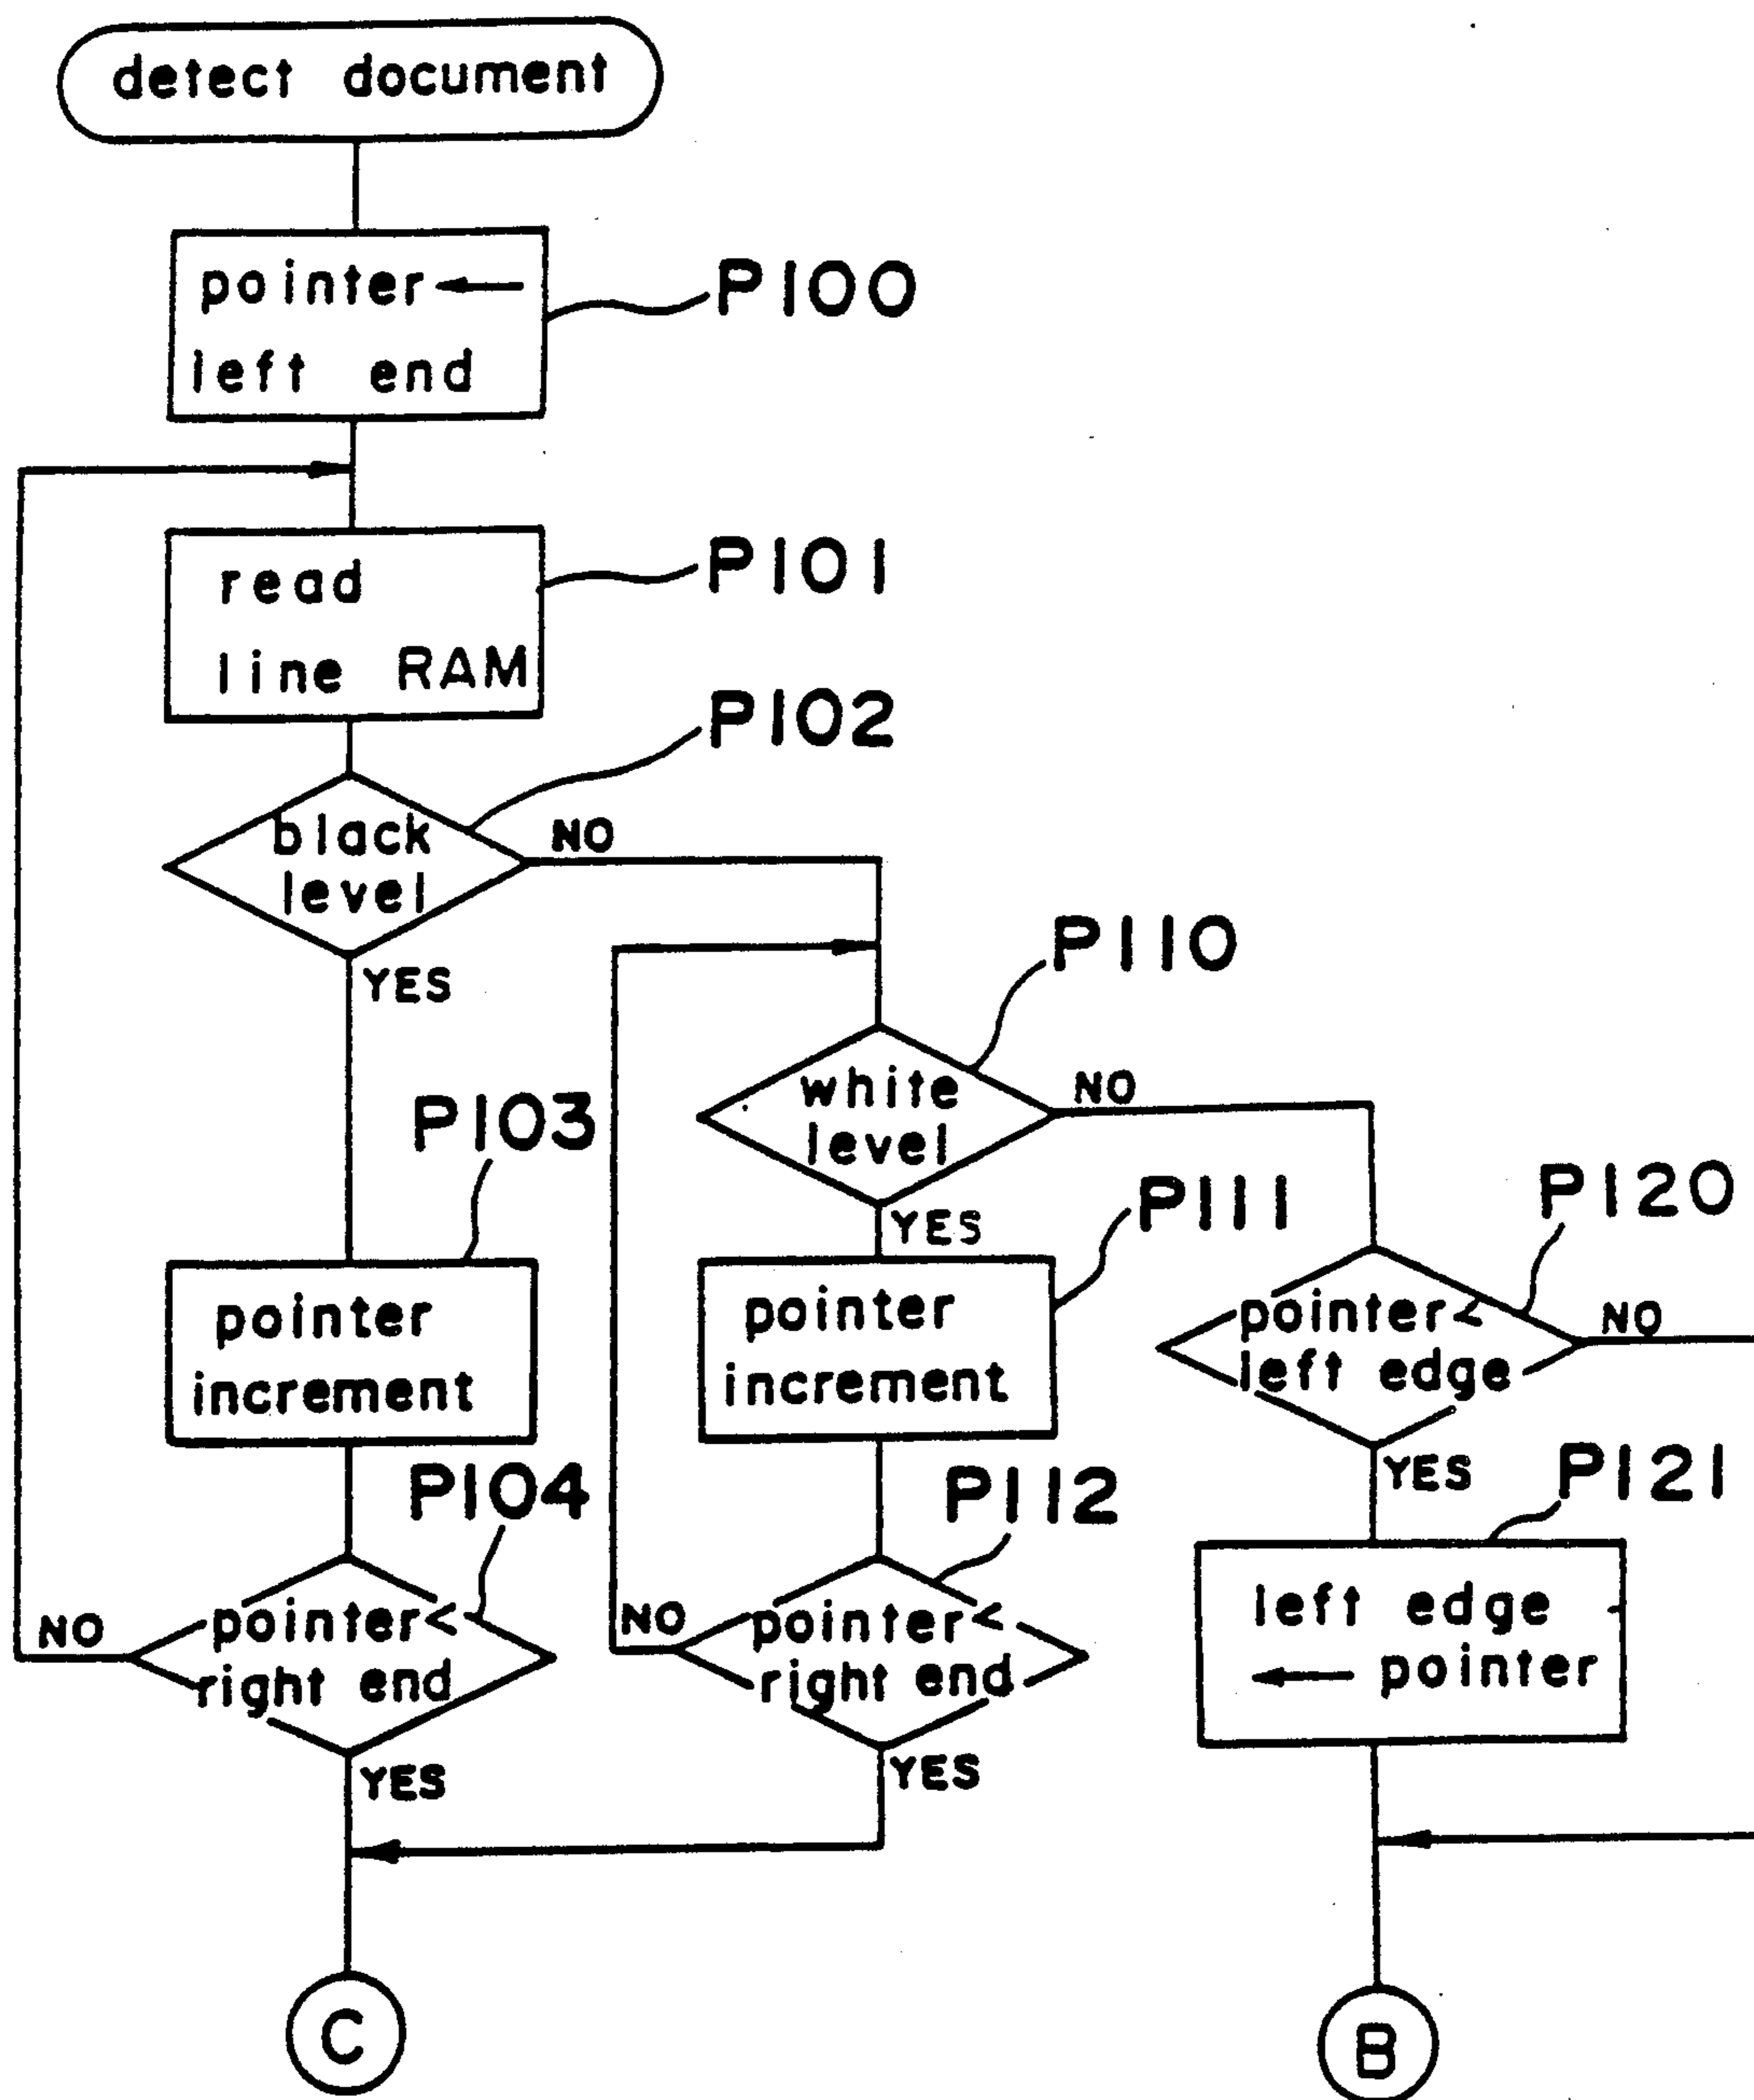 detect document
pointer ←
left end
P100
read
line RAM
P101
P102
black
level
NO
YES
P110
white
level
NO
YES
P103
pointer
increment
P111
pointer
increment
P120
pointer<
left edge
NO
YES
P104
pointer<
right end
NO
YES
P112
pointer<
right end
NO
YES
P121
left edge
← pointer
C
B